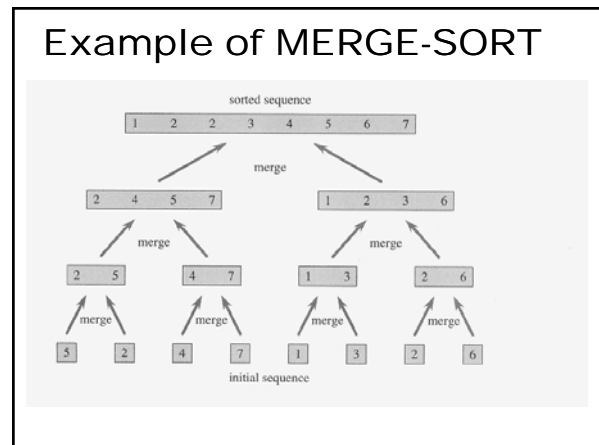 Example of MERGE-SORT
sorted sequence
1 2 2 3 4 5 6 7
merge
2 4 5 7 1 2 3 6
merge merge
2 5 4 7 1 3 2 6
merge merge merge merge
5 2 4 7 1 3 2 6
initial sequence